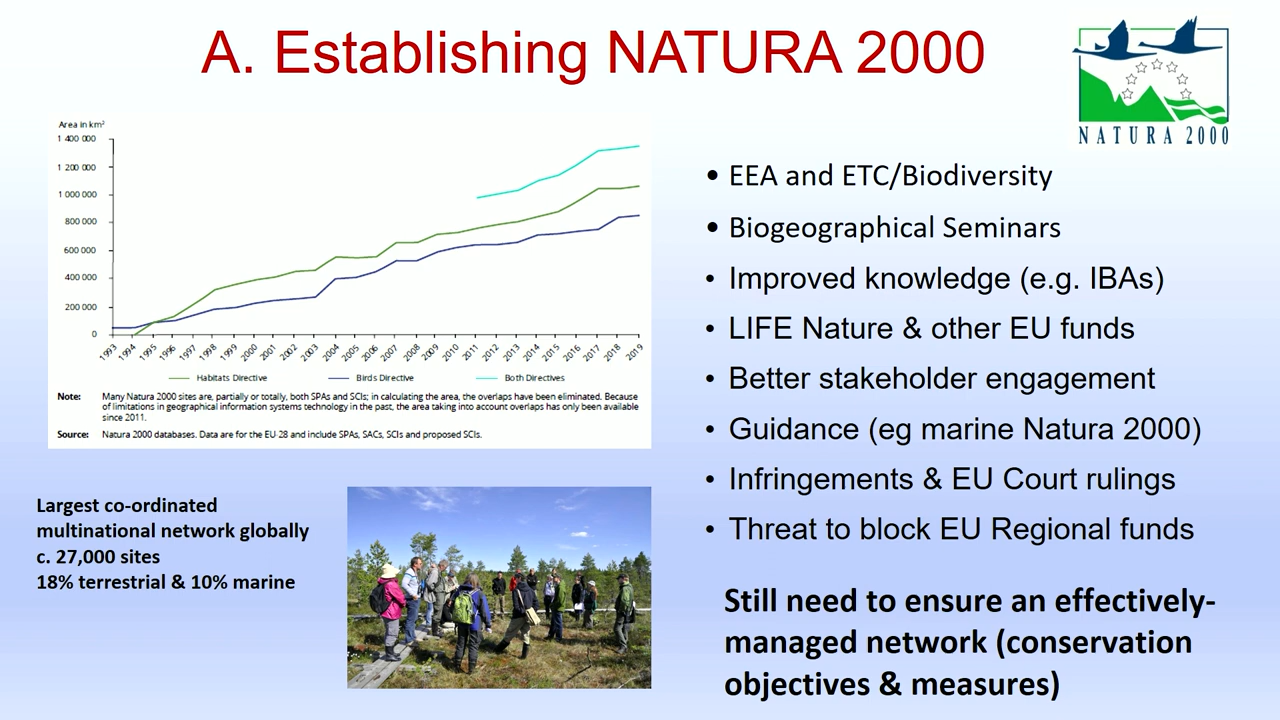 A. Establishing NATURA 2000
NATURA 2000
Area in km²
1 400 000
1 200 000
1 000 000
800 000
600 000
400 000
200 000
0
1993 1994 1995 1996 1997 1998 1999 2000 2001 2002 2003 2004 2005 2006 2007 2008 2009 2010 2011 2012 2013 2014 2015 2016 2017 2018 2019
Habitats Directive Birds Directive Both Directives
Note: Many Natura 2000 sites are, partially or totally, both SPAs and SCIs; in calculating the area, the overlaps have been eliminated. Because
of limitations in geographical information systems technology in the past, the area taking into account overlaps has only been available
since 2011.
Source: Natura 2000 databases. Data are for the EU-28 and include SPAs, SACs, SCIs and proposed SCIs.
Largest co-ordinated
multinational network globally
c. 27,000 sites
18% terrestrial & 10% marine
• EEA and ETC/Biodiversity
• Biogeographical Seminars
• Improved knowledge (e.g. IBAs)
• LIFE Nature & other EU funds
• Better stakeholder engagement
• Guidance (eg marine Natura 2000)
• Infringements & EU Court rulings
• Threat to block EU Regional funds
Still need to ensure an effectively-
managed network (conservation
objectives & measures)